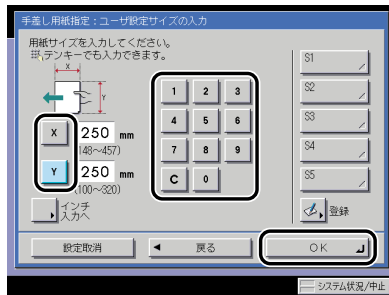 手差し用紙指定：ユーザ設定サイズの入力
用紙サイズを入力してください。
※テンキーでも入力できます。
X
Y
X 250 mm
(148～457)
Y 250 mm
(100～320)
インチ
入力へ
1 2 3
4 5 6
7 8 9
C 0
S1
S2
S3
S4
S5
登録
設定取消
戻る
OK
システム状況/中止